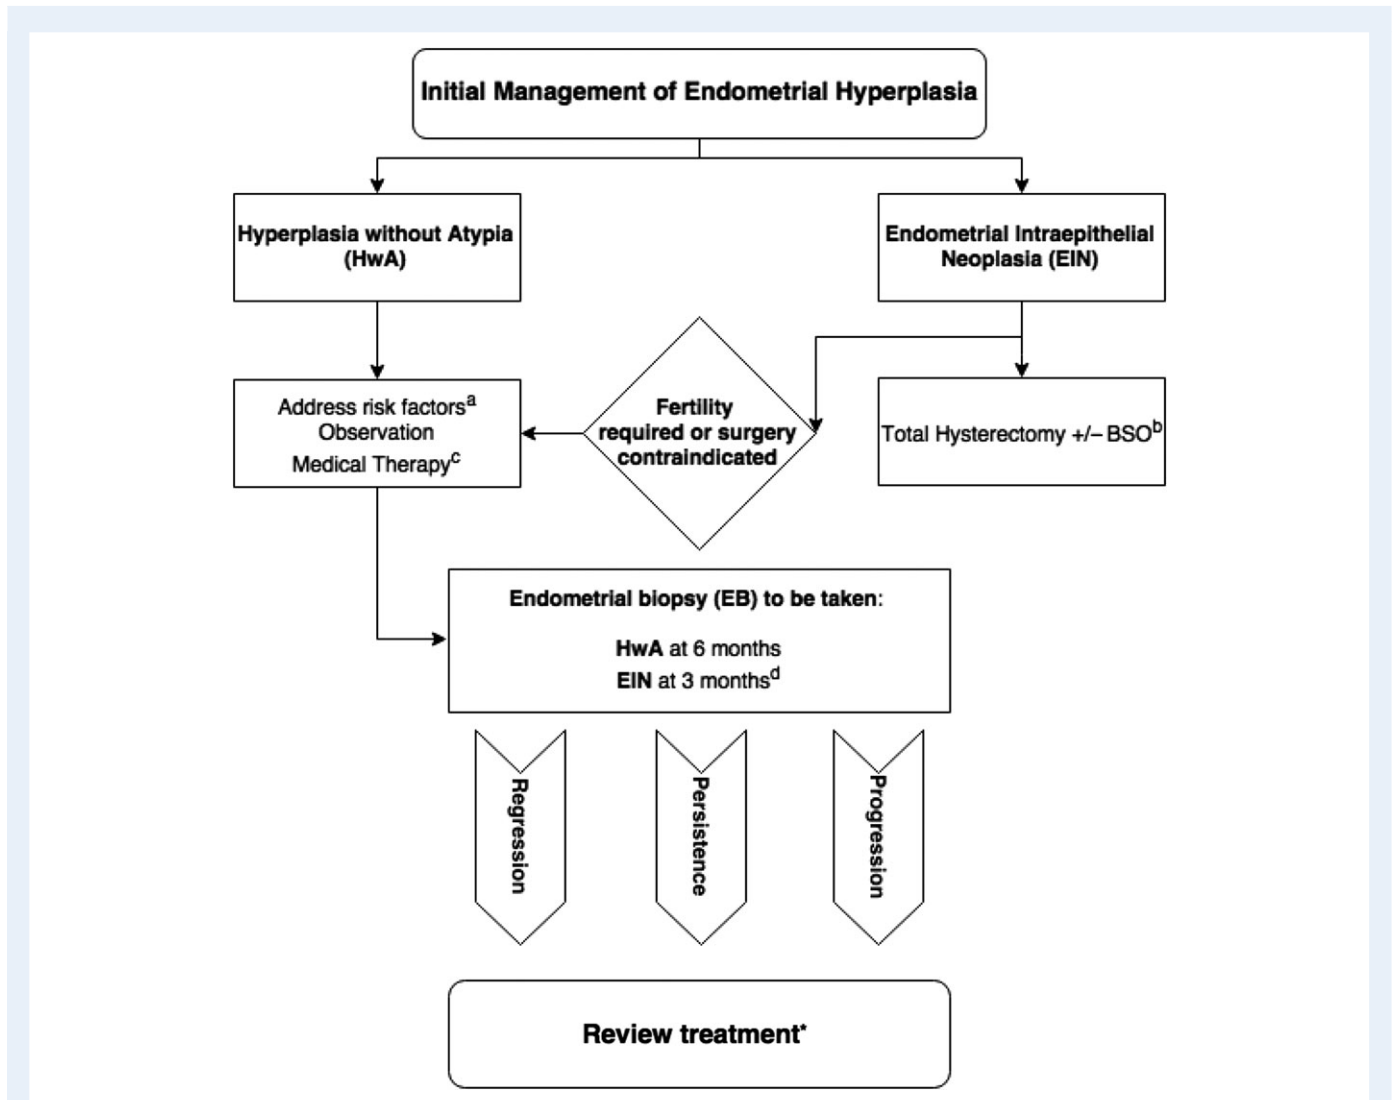 Initial Management of Endometrial Hyperplasia
Hyperplasia without Atypia
(HwA)
Endometrial Intraepithelial
Neoplasia (EIN)
Address risk factorsa
Observation
Medical Therapyc
Fertility
required or surgery
contraindicated
Total Hysterectomy +/– BSOb
Endometrial biopsy (EB) to be taken:
HwA at 6 months
EIN at 3 monthsd
Regression
Persistence
Progression
Review treatment*